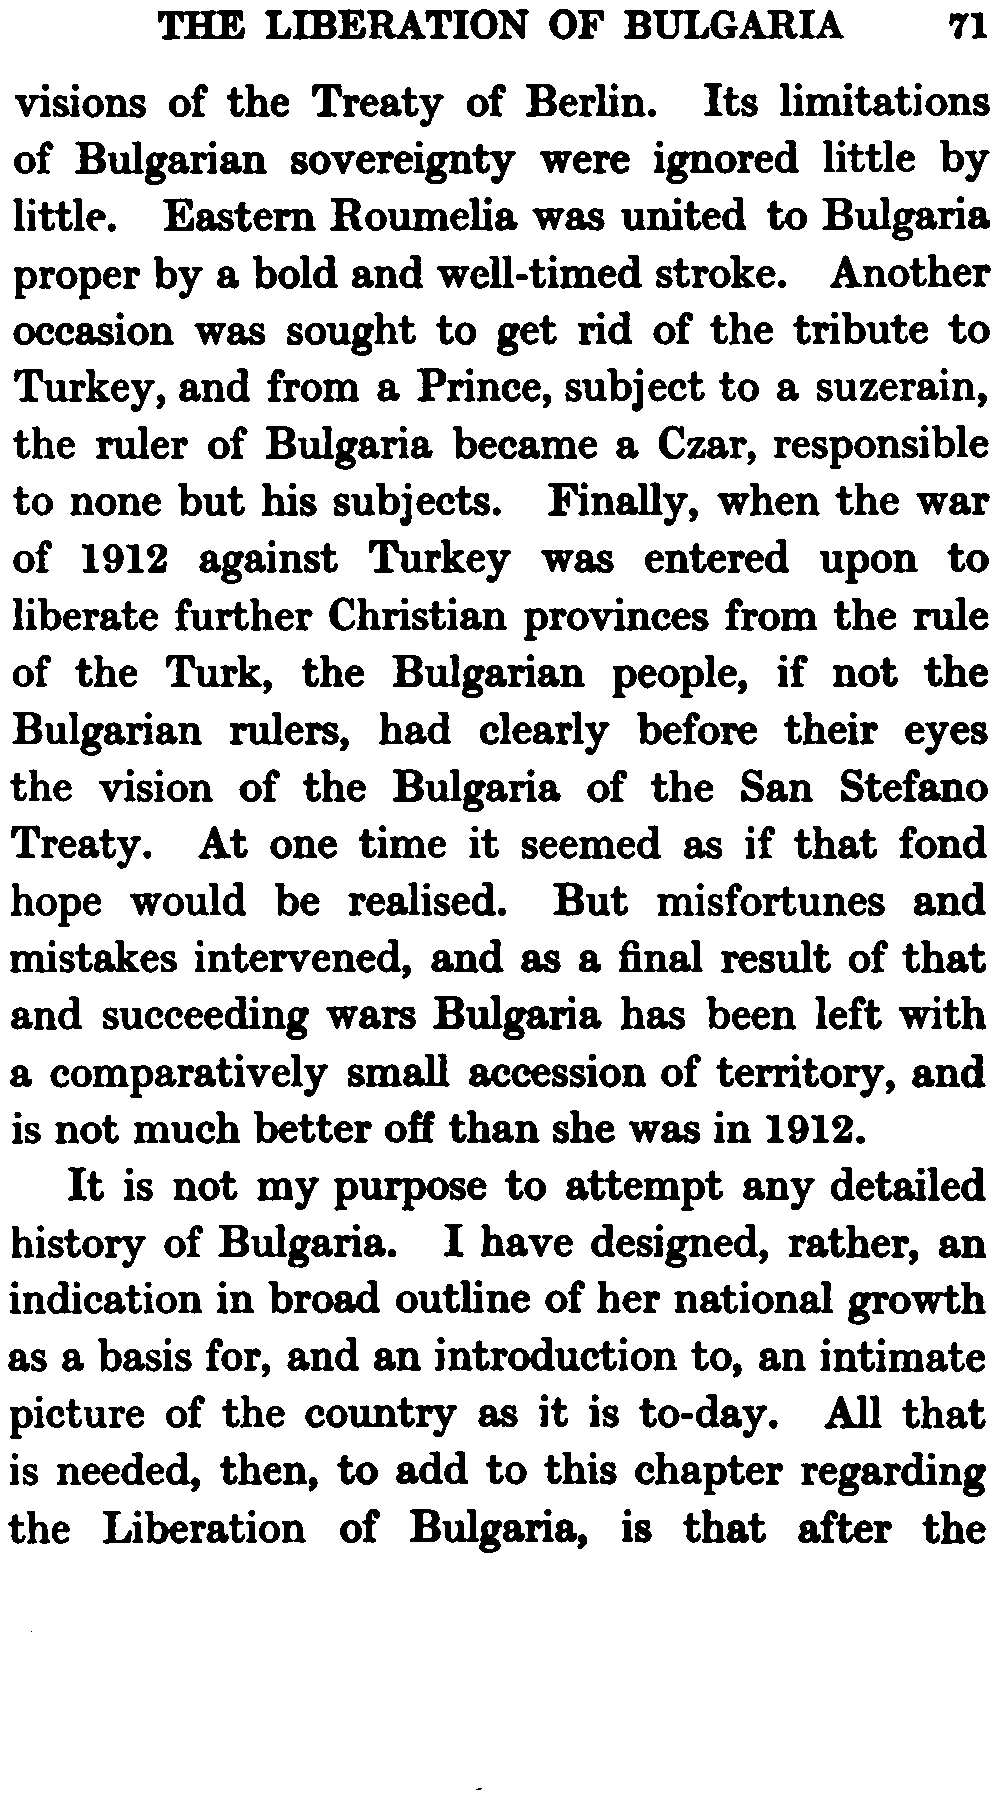 THE LIBERATION OF BULGARIA 71
visions of the Treaty of Berlin. Its limitations
of Bulgarian sovereignty were ignored little by
little. Eastern Roumelia was united to Bulgaria
proper by a bold and well-timed stroke. Another
occasion was sought to get rid of the tribute to
Turkey, and from a Prince, subject to a suzerain,
the ruler of Bulgaria became a Czar, responsible
to none but his subjects. Finally, when the war
of 1912 against Turkey was entered upon to
liberate further Christian provinces from the rule
of the Turk, the Bulgarian people, if not the
Bulgarian rulers, had clearly before their eyes
the vision of the Bulgaria of the San Stefano
Treaty. At one time it seemed as if that fond
hope would be realised. But misfortunes and
mistakes intervened, and as a final result of that
and succeeding wars Bulgaria has been left with
a comparatively small accession of territory, and
is not much better off than she was in 1912.
It is not my purpose to attempt any detailed
history of Bulgaria. I have designed, rather, an
indication in broad outline of her national growth
as a basis for, and an introduction to, an intimate
picture of the country as it is to-day. All that
is needed, then, to add to this chapter regarding
the Liberation of Bulgaria, is that after the